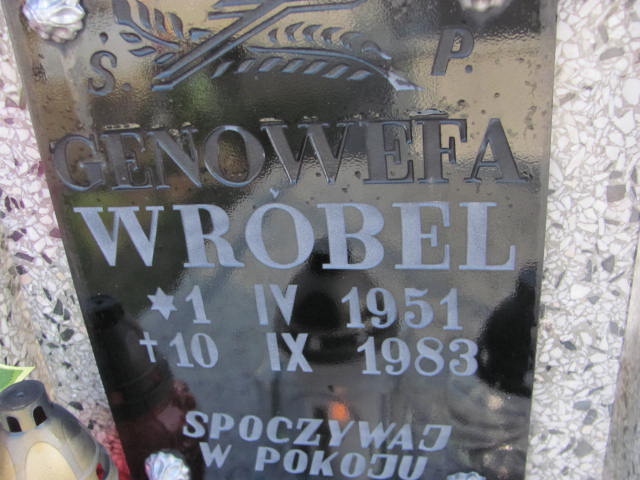 Ś P
GENOWEFA
WRÓBEL
* 1 IV 1951
† 10 IX 1983
SPOCZYWAJ
W POKOJU